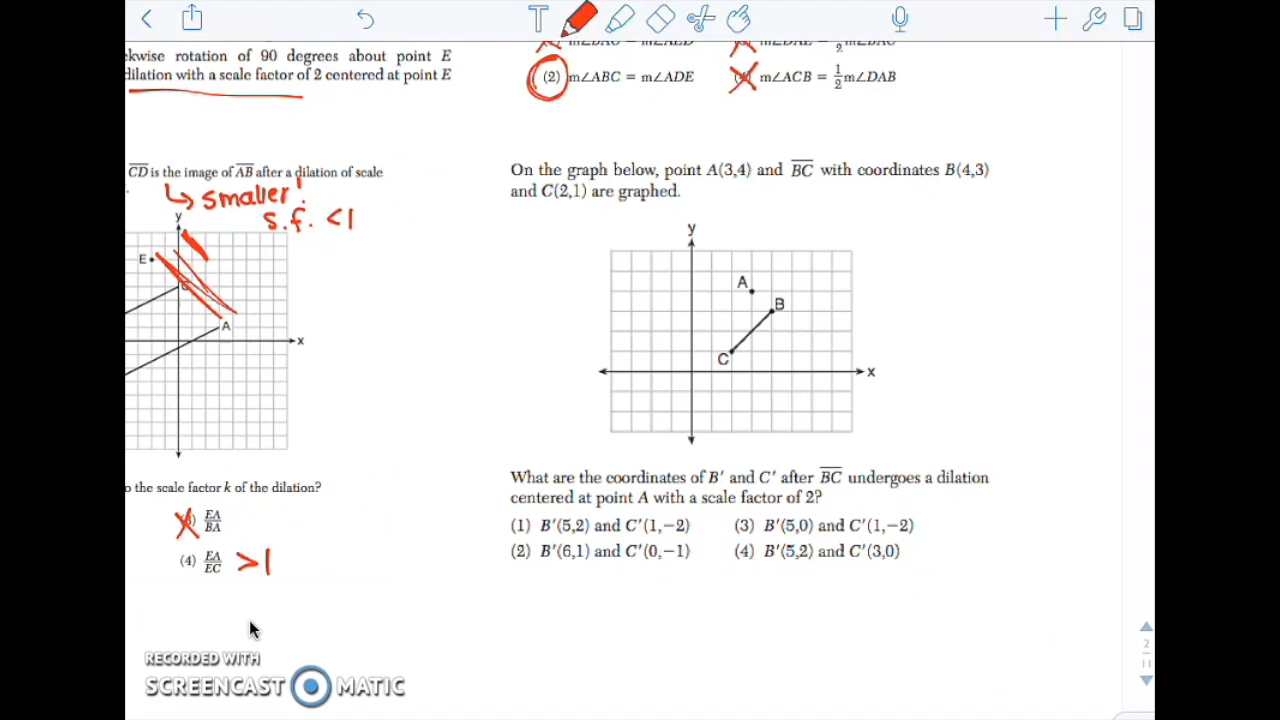 kwise rotation of 90 degrees about point E
dilation with a scale factor of 2 centered at point E
(2) m∠ABC = m∠ADE
m∠ACB = 1/2 m∠DAB
CD is the image of AB after a dilation of scale
↳ smaller!
s.f. <1
y
E
C
A
x
o the scale factor k of the dilation?
EA/BA
(4) EA/EC >1
On the graph below, point A(3,4) and BC with coordinates B(4,3)
and C(2,1) are graphed.
y
A
B
C
x
What are the coordinates of B′ and C′ after BC undergoes a dilation
centered at point A with a scale factor of 2?
(1) B′(5,2) and C′(1,−2)
(3) B′(5,0) and C′(1,−2)
(2) B′(6,1) and C′(0,−1)
(4) B′(5,2) and C′(3,0)
RECORDED WITH
SCREENCAST MATIC
2
11